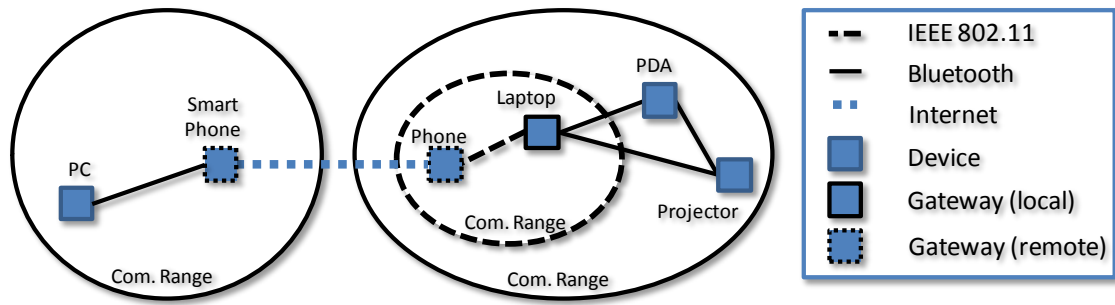 Smart
Phone
PC
Com. Range
Phone
Laptop
PDA
Projector
Com. Range
Com. Range
IEEE 802.11
Bluetooth
Internet
Device
Gateway (local)
Gateway (remote)